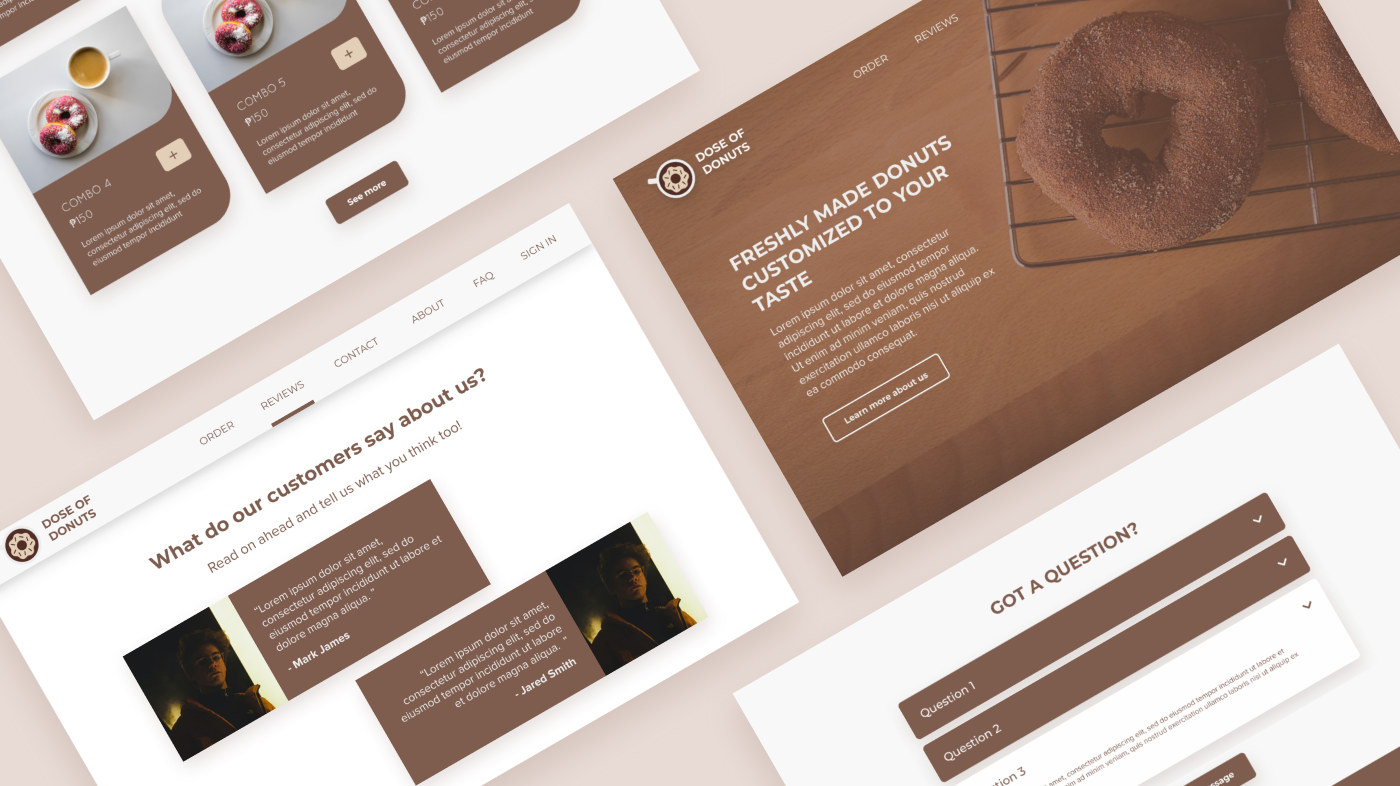 COMBO 4
₱150
Lorem ipsum dolor sit amet,
consectetur adipiscing elit, sed do
eiusmod tempor incididunt
+
COMBO 5
₱150
Lorem ipsum dolor sit amet,
consectetur adipiscing elit, sed do
eiusmod tempor incididunt
+
₱150
Lorem ipsum dolor sit amet,
consectetur adipiscing elit, sed do
eiusmod tempor incididunt
See more
DOSE OF
DONUTS
ORDER
REVIEWS
CONTACT
ABOUT
FAQ
SIGN IN
What do our customers say about us?
Read on ahead and tell us what you think too!
“Lorem ipsum dolor sit amet,
consectetur adipiscing elit, sed do
eiusmod tempor incididunt ut labore et
dolore magna aliqua.”
- Mark James
“Lorem ipsum dolor sit amet,
consectetur adipiscing elit, sed do
eiusmod tempor incididunt ut labore
et dolore magna aliqua. ”
- Jared Smith
DOSE OF
DONUTS
ORDER
REVIEWS
FRESHLY MADE DONUTS
CUSTOMIZED TO YOUR
TASTE
Lorem ipsum dolor sit amet, consectetur
adipiscing elit, sed do eiusmod tempor
incididunt ut labore et dolore magna aliqua.
Ut enim ad minim veniam, quis nostrud
exercitation ullamco laboris nisi ut aliquip ex
ea commodo consequat.
Learn more about us
GOT A QUESTION?
Question 1
Question 2
3
amet, consectetur adipiscing elit, sed do eiusmod tempor incididunt ut labore et
ad minim veniam, quis nostrud exercitation ullamco laboris nisi ut aliquip ex